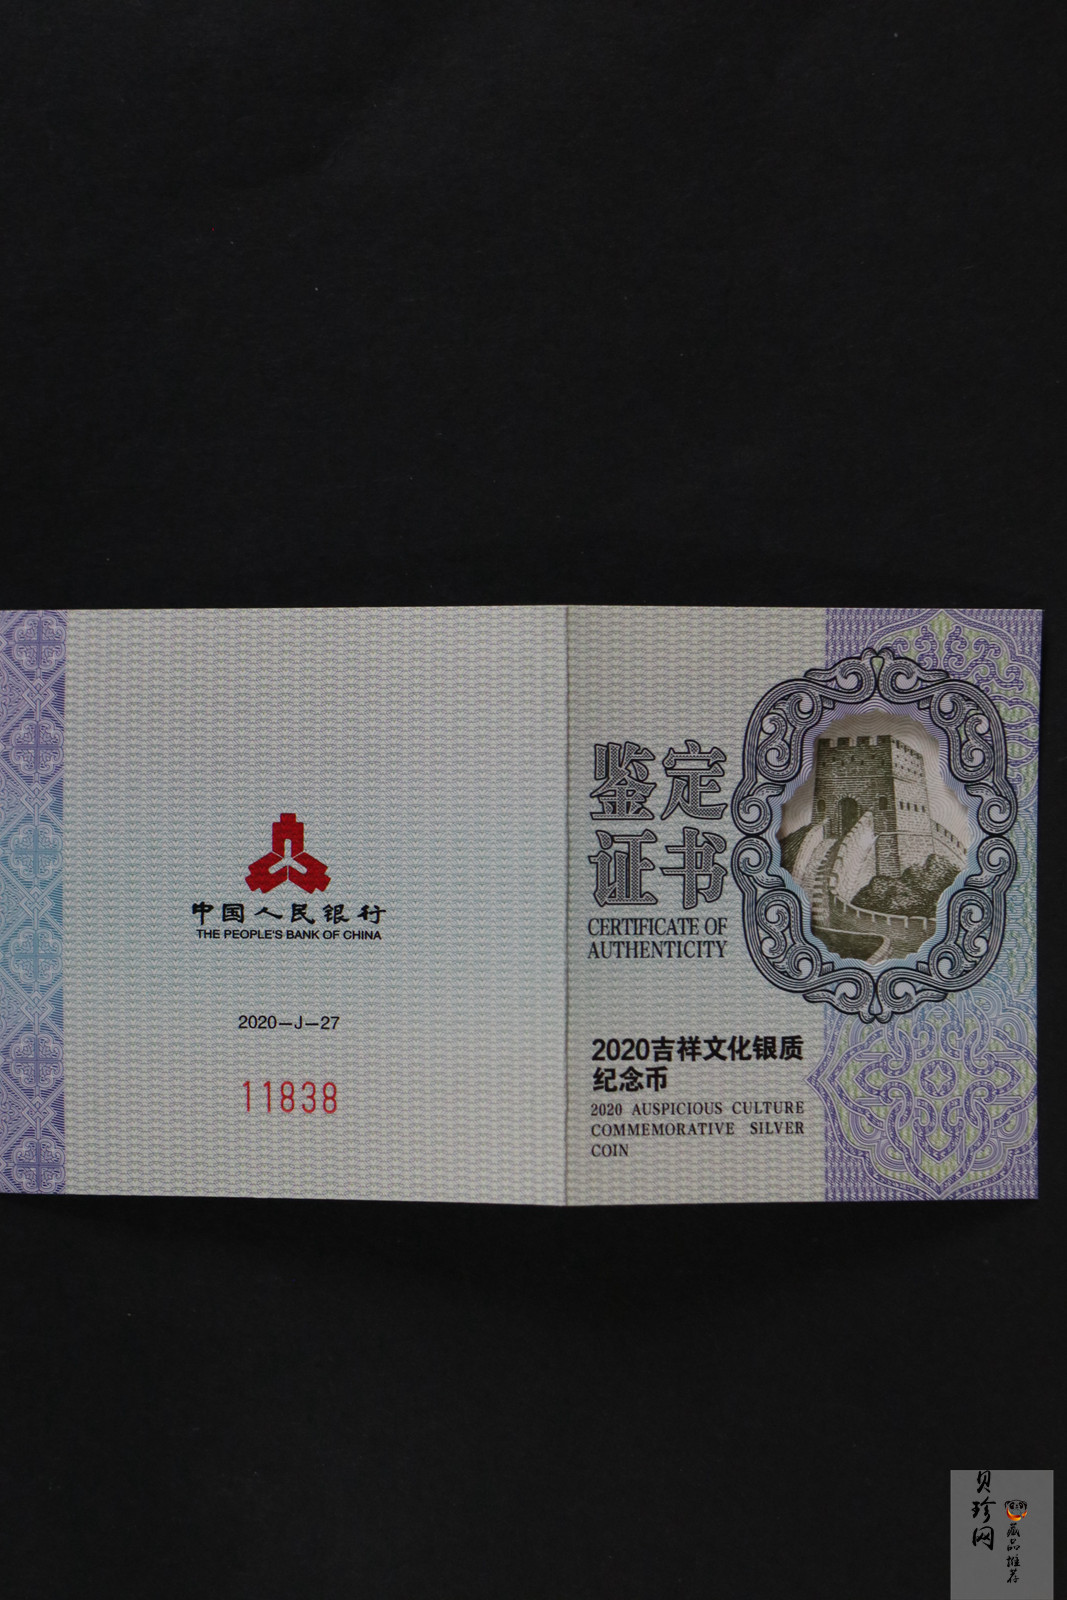 中国人民银行
THE PEOPLE'S BANK OF CHINA
2020-J-27
11838
鉴定
证书
CERTIFICATE OF
AUTHENTICITY
2020吉祥文化银质
纪念币
2020 AUSPICIOUS CULTURE
COMMEMORATIVE SILVER
COIN
贝珍网
藏品推荐